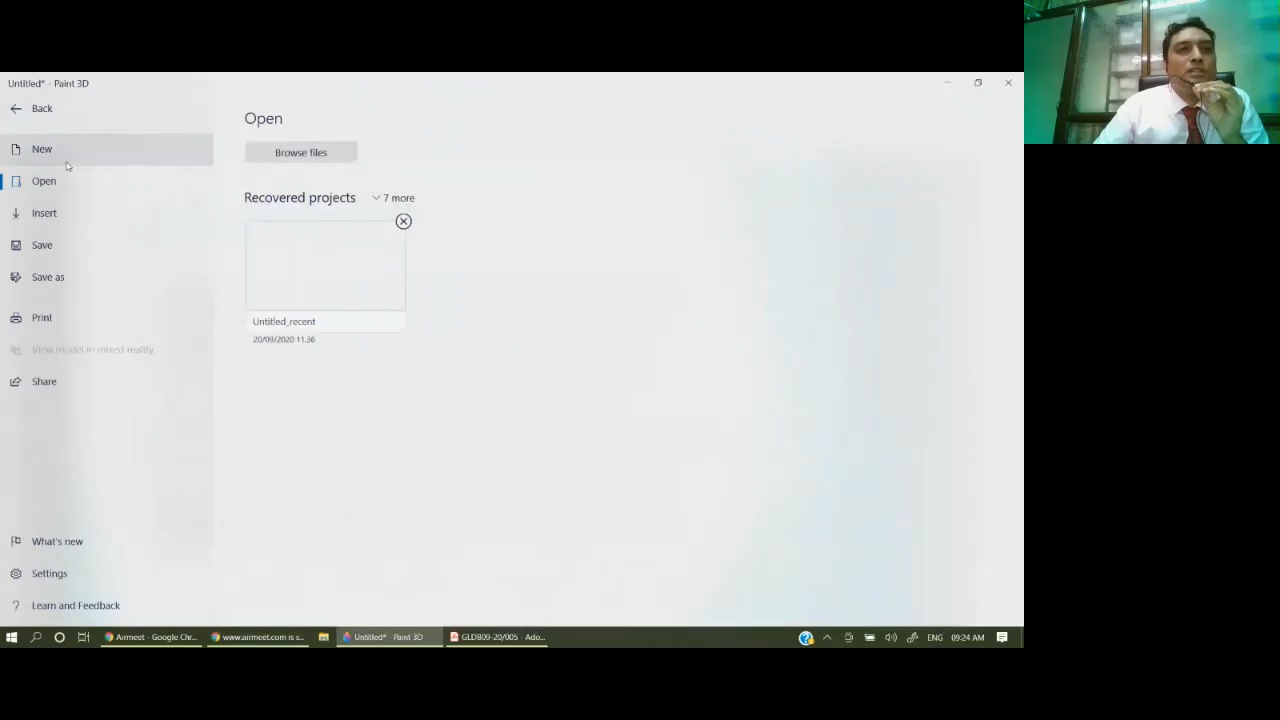 Untitled* - Paint 3D
Back
New
Open
Insert
Save
Save as
Print
View model in mixed reality
Share
What's new
Settings
Learn and Feedback
Open
Browse files
Recovered projects
7 more
Untitled_recent
20/09/2020 11.36
Airmeet - Google Chr...
www.airmeet.com is s...
Untitled* - Paint 3D
GLDB09-20/005 - Ado...
ENG
09:24 AM